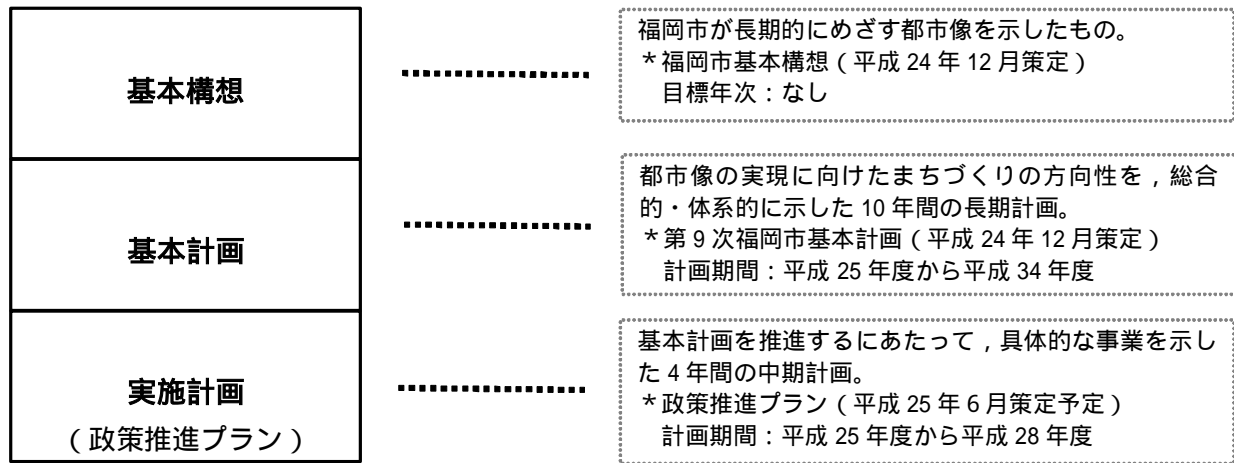 基本構想
福岡市が長期的にめざす都市像を示したもの。
＊福岡市基本構想（平成 24 年 12 月策定）
目標年次：なし
基本計画
都市像の実現に向けたまちづくりの方向性を，総合
的・体系的に示した 10 年間の長期計画。
＊第 9 次福岡市基本計画（平成 24 年 12 月策定）
計画期間：平成 25 年度から平成 34 年度
実施計画
（政策推進プラン）
基本計画を推進するにあたって，具体的な事業を示し
た 4 年間の中期計画。
＊政策推進プラン（平成 25 年 6 月策定予定）
計画期間：平成 25 年度から平成 28 年度